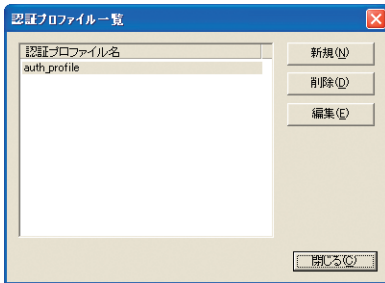 認証プロファイル一覧
認証プロファイル名
auth_profile
新規(N)
削除(D)
編集(E)
閉じる(C)